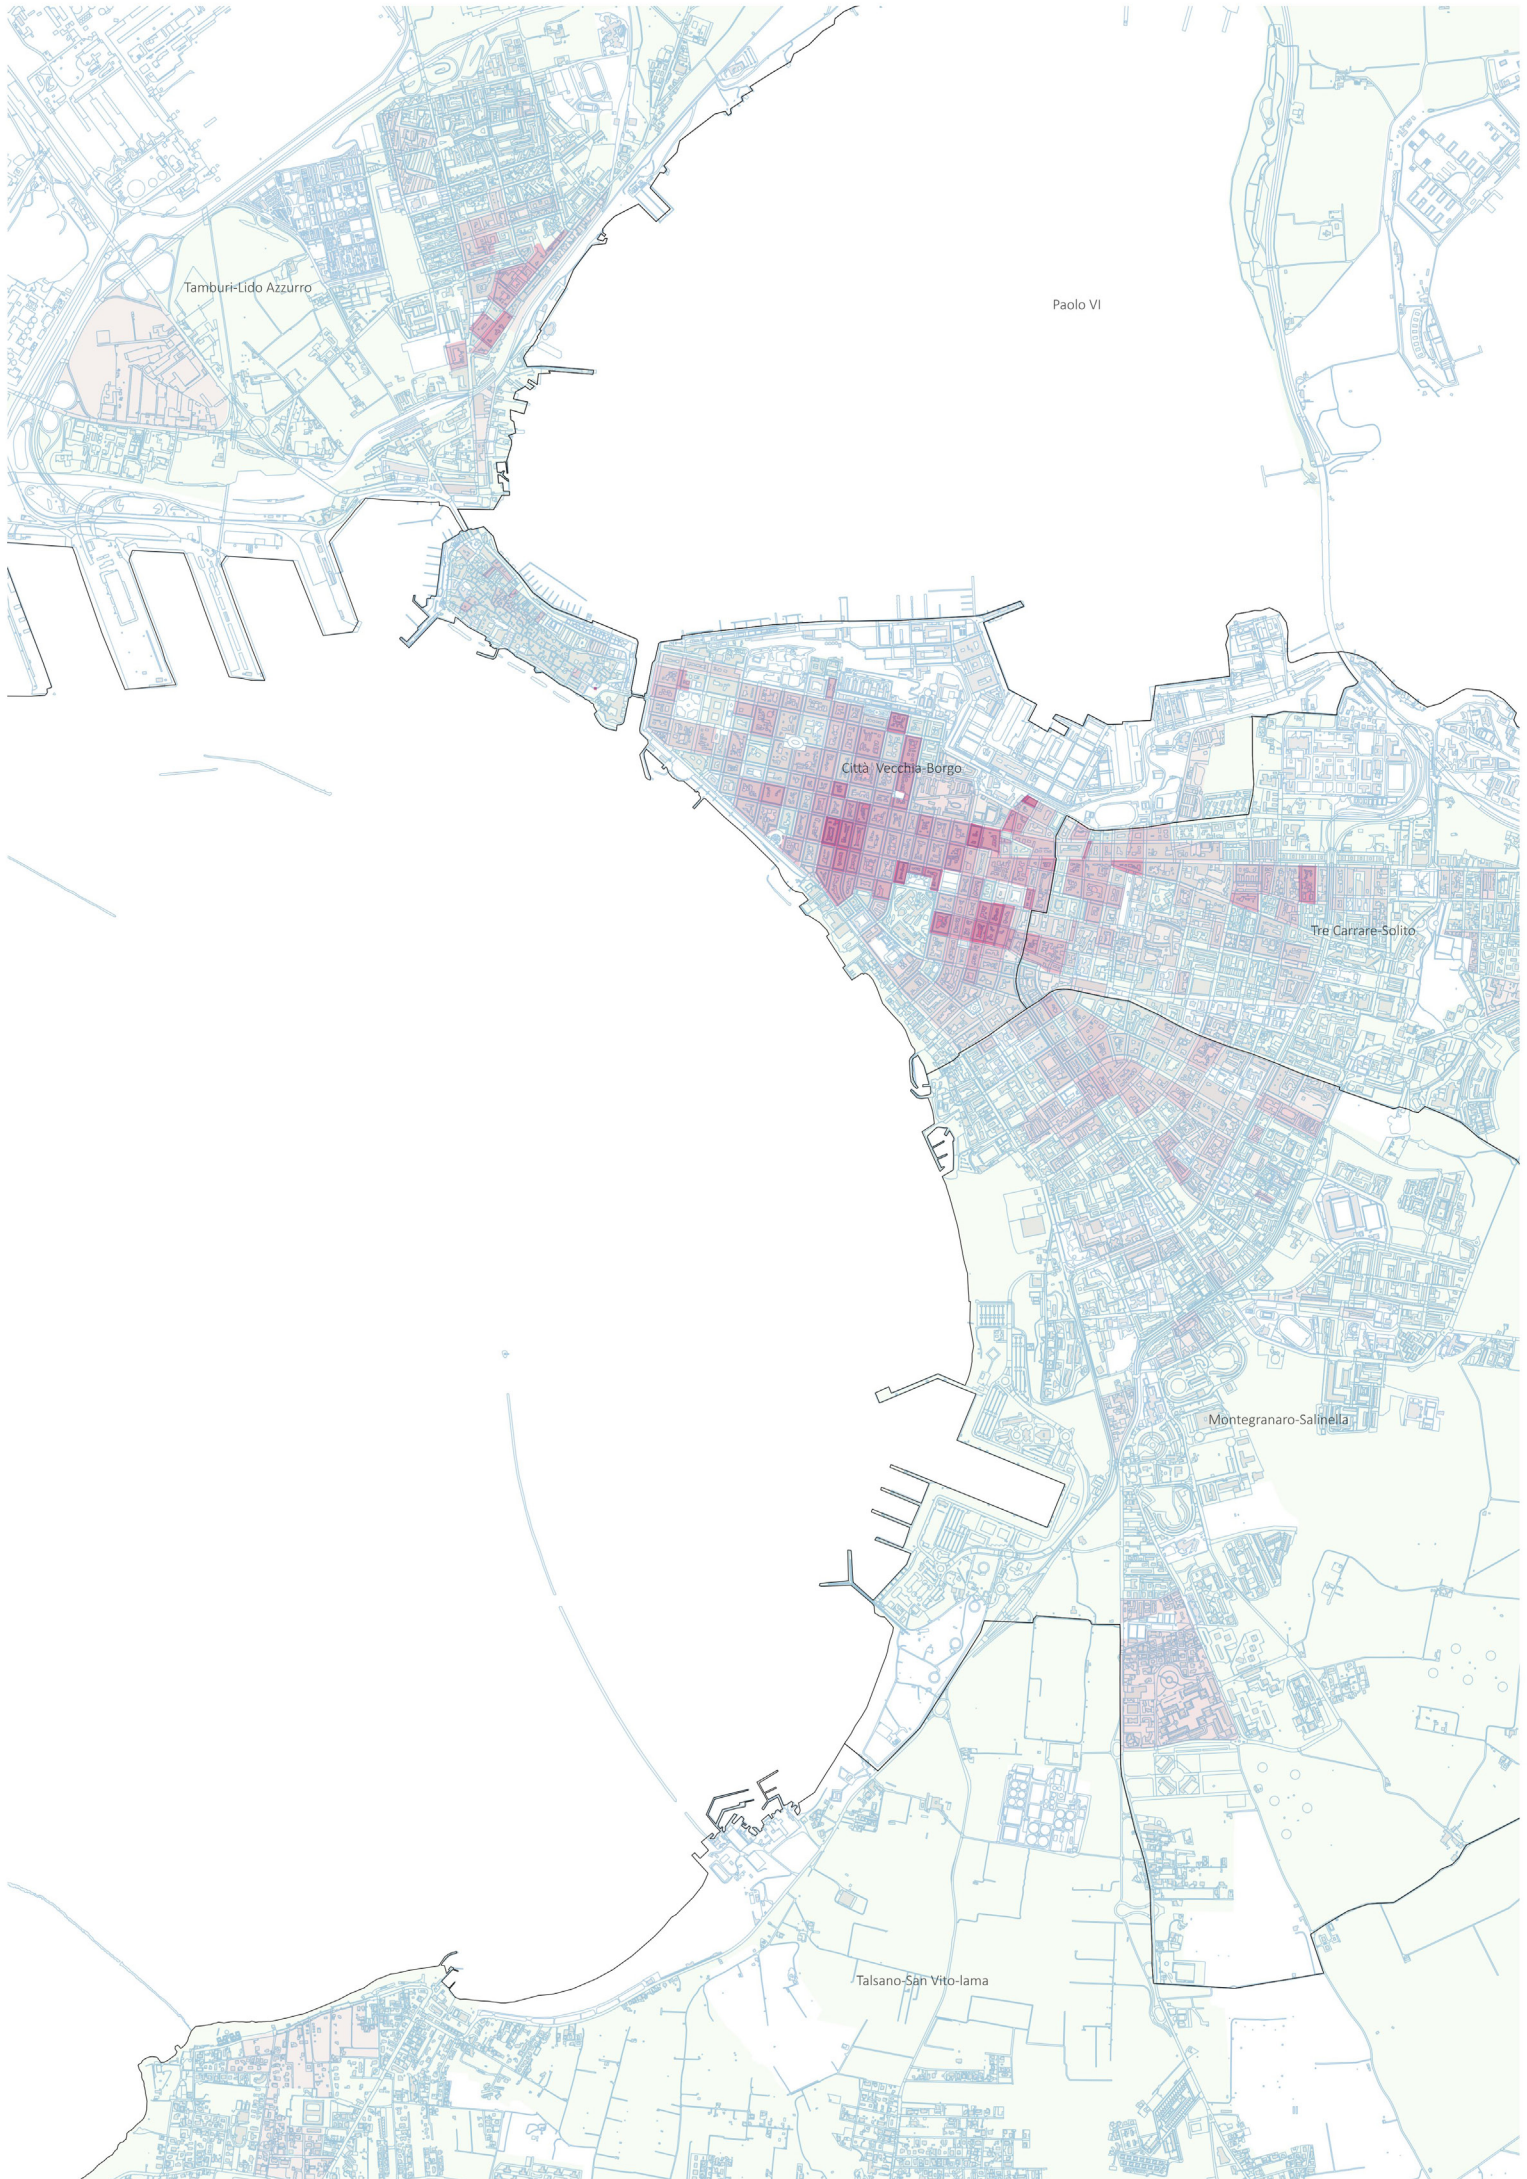 Tamburi-Lido Azzurro
Paolo VI
Città Vecchia-Borgo
Tre Carrare-Solito
Montegranaro-Salinella
Talsano-San Vito-lama